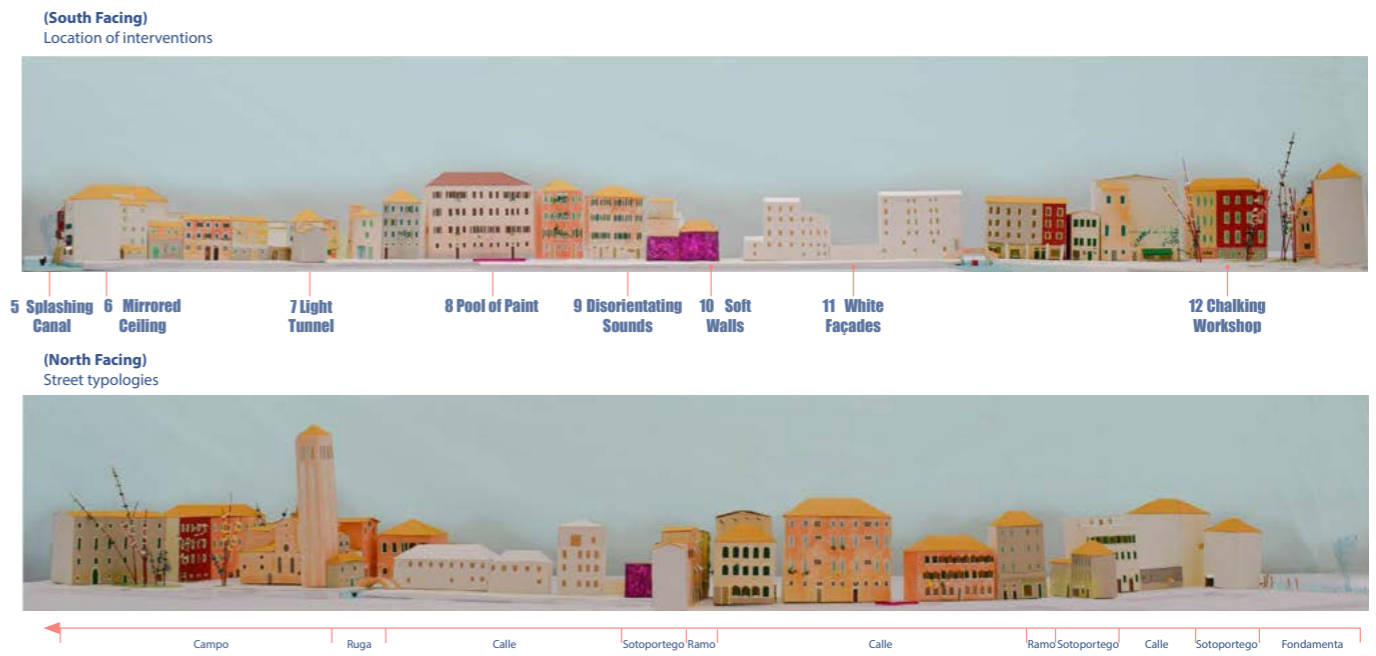 (South Facing)
Location of interventions
5 Splashing Canal
6 Mirrored Ceiling
7 Light Tunnel
8 Pool of Paint
9 Disorientating Sounds
10 Soft Walls
11 White Façades
12 Chalking Workshop
(North Facing)
Street typologies
Campo
Ruga
Calle
Sotoportego
Ramo
Calle
Ramo
Sotoportego
Calle
Sotoportego
Fondamenta